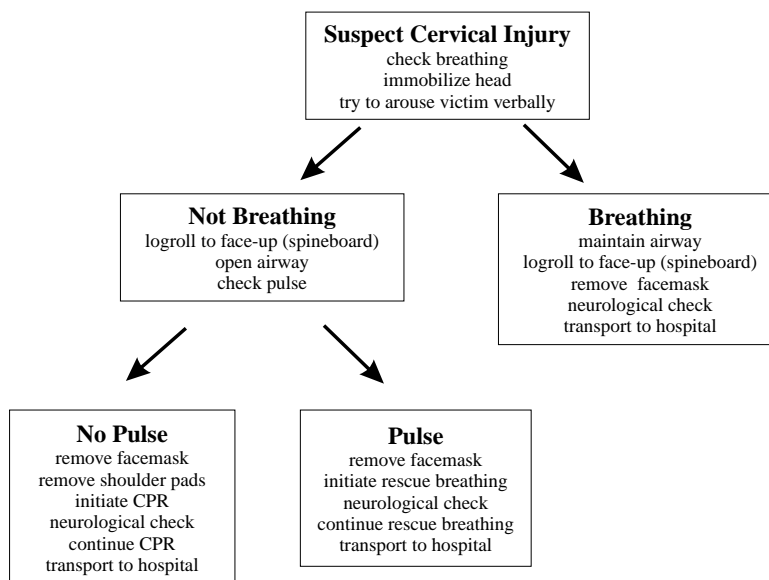 Suspect Cervical Injury
check breathing
immobilize head
try to arouse victim verbally
Not Breathing
logroll to face-up (spineboard)
open airway
check pulse
Breathing
maintain airway
logroll to face-up (spineboard)
remove facemask
neurological check
transport to hospital
No Pulse
remove facemask
remove shoulder pads
initiate CPR
neurological check
continue CPR
transport to hospital
Pulse
remove facemask
initiate rescue breathing
neurological check
continue rescue breathing
transport to hospital